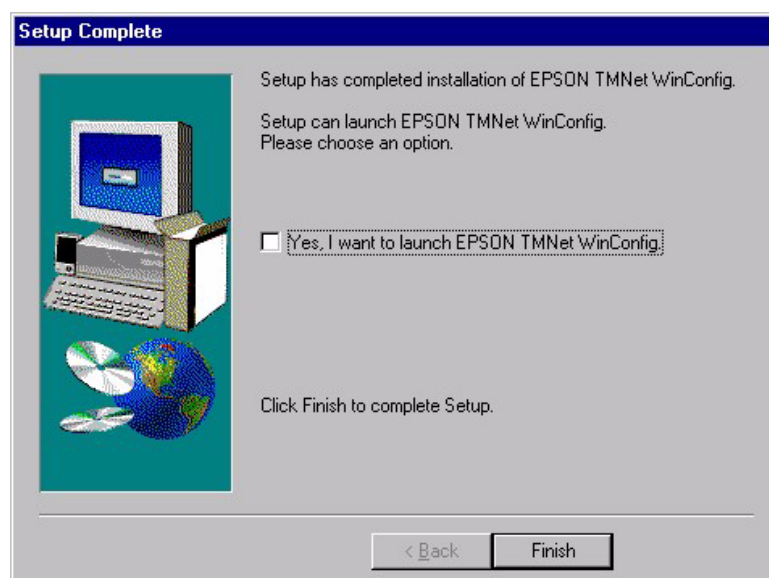 Setup Complete
Setup has completed installation of EPSON TMNet WinConfig.
Setup can launch EPSON TMNet WinConfig.
Please choose an option.
Yes, I want to launch EPSON TMNet WinConfig.
Click Finish to complete Setup.
< Back
Finish